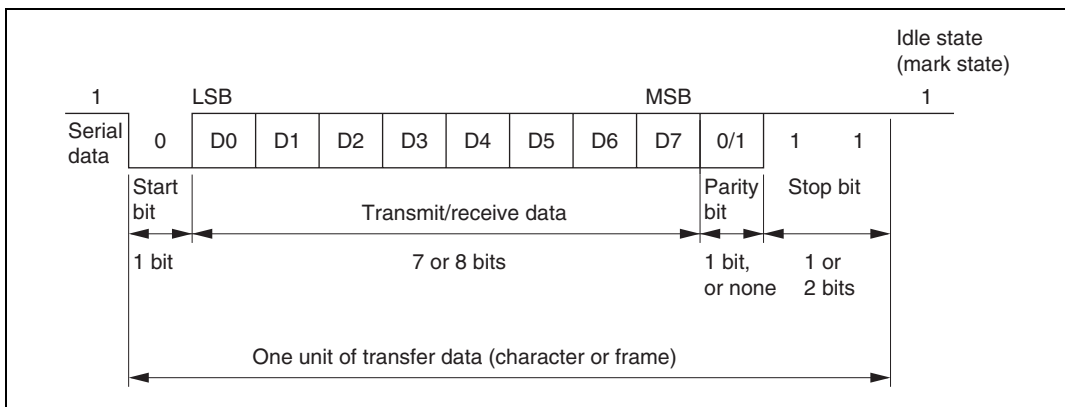 Idle state
(mark state)
1 LSB MSB 1
Serial
data
0 D0 D1 D2 D3 D4 D5 D6 D7 0/1 1 1
Start
bit
Transmit/receive data
Parity
bit
Stop bit
1 bit
7 or 8 bits
1 bit,
or none
1 or
2 bits
One unit of transfer data (character or frame)